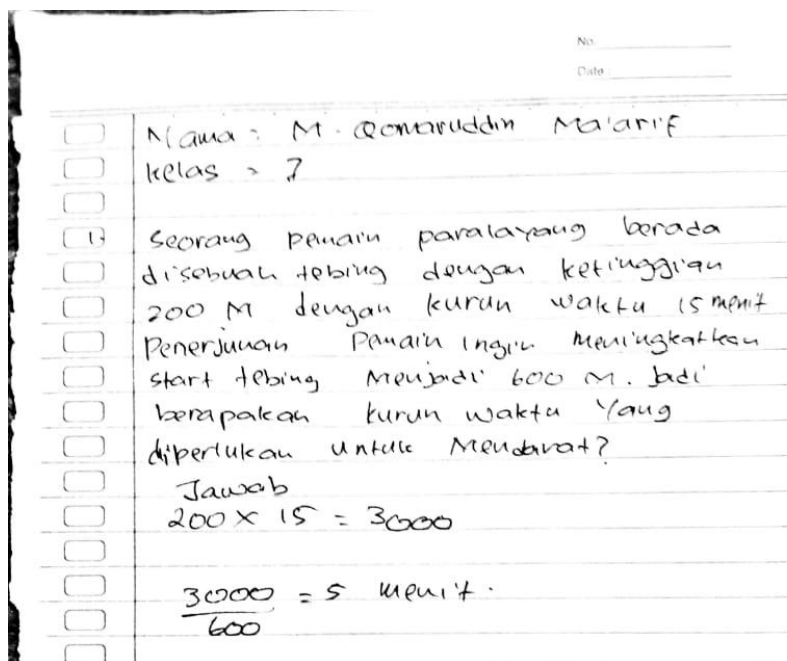 No.
Date
Nama : M. Qomaruddin Ma'arif
Kelas : 7
1) Seorang pemain paralayang berada
disebuah tebing dengan ketinggian
200 M dengan kurun waktu 15 menit
Penerjunan Pemain ingin meningkatkan
start tebing Menjadi 600 M. Jadi
berapakah kurun waktu Yang
diperlukan untuk Mendarat?
Jawab
200 × 15 = 3000
3000 = 5 menit.
600